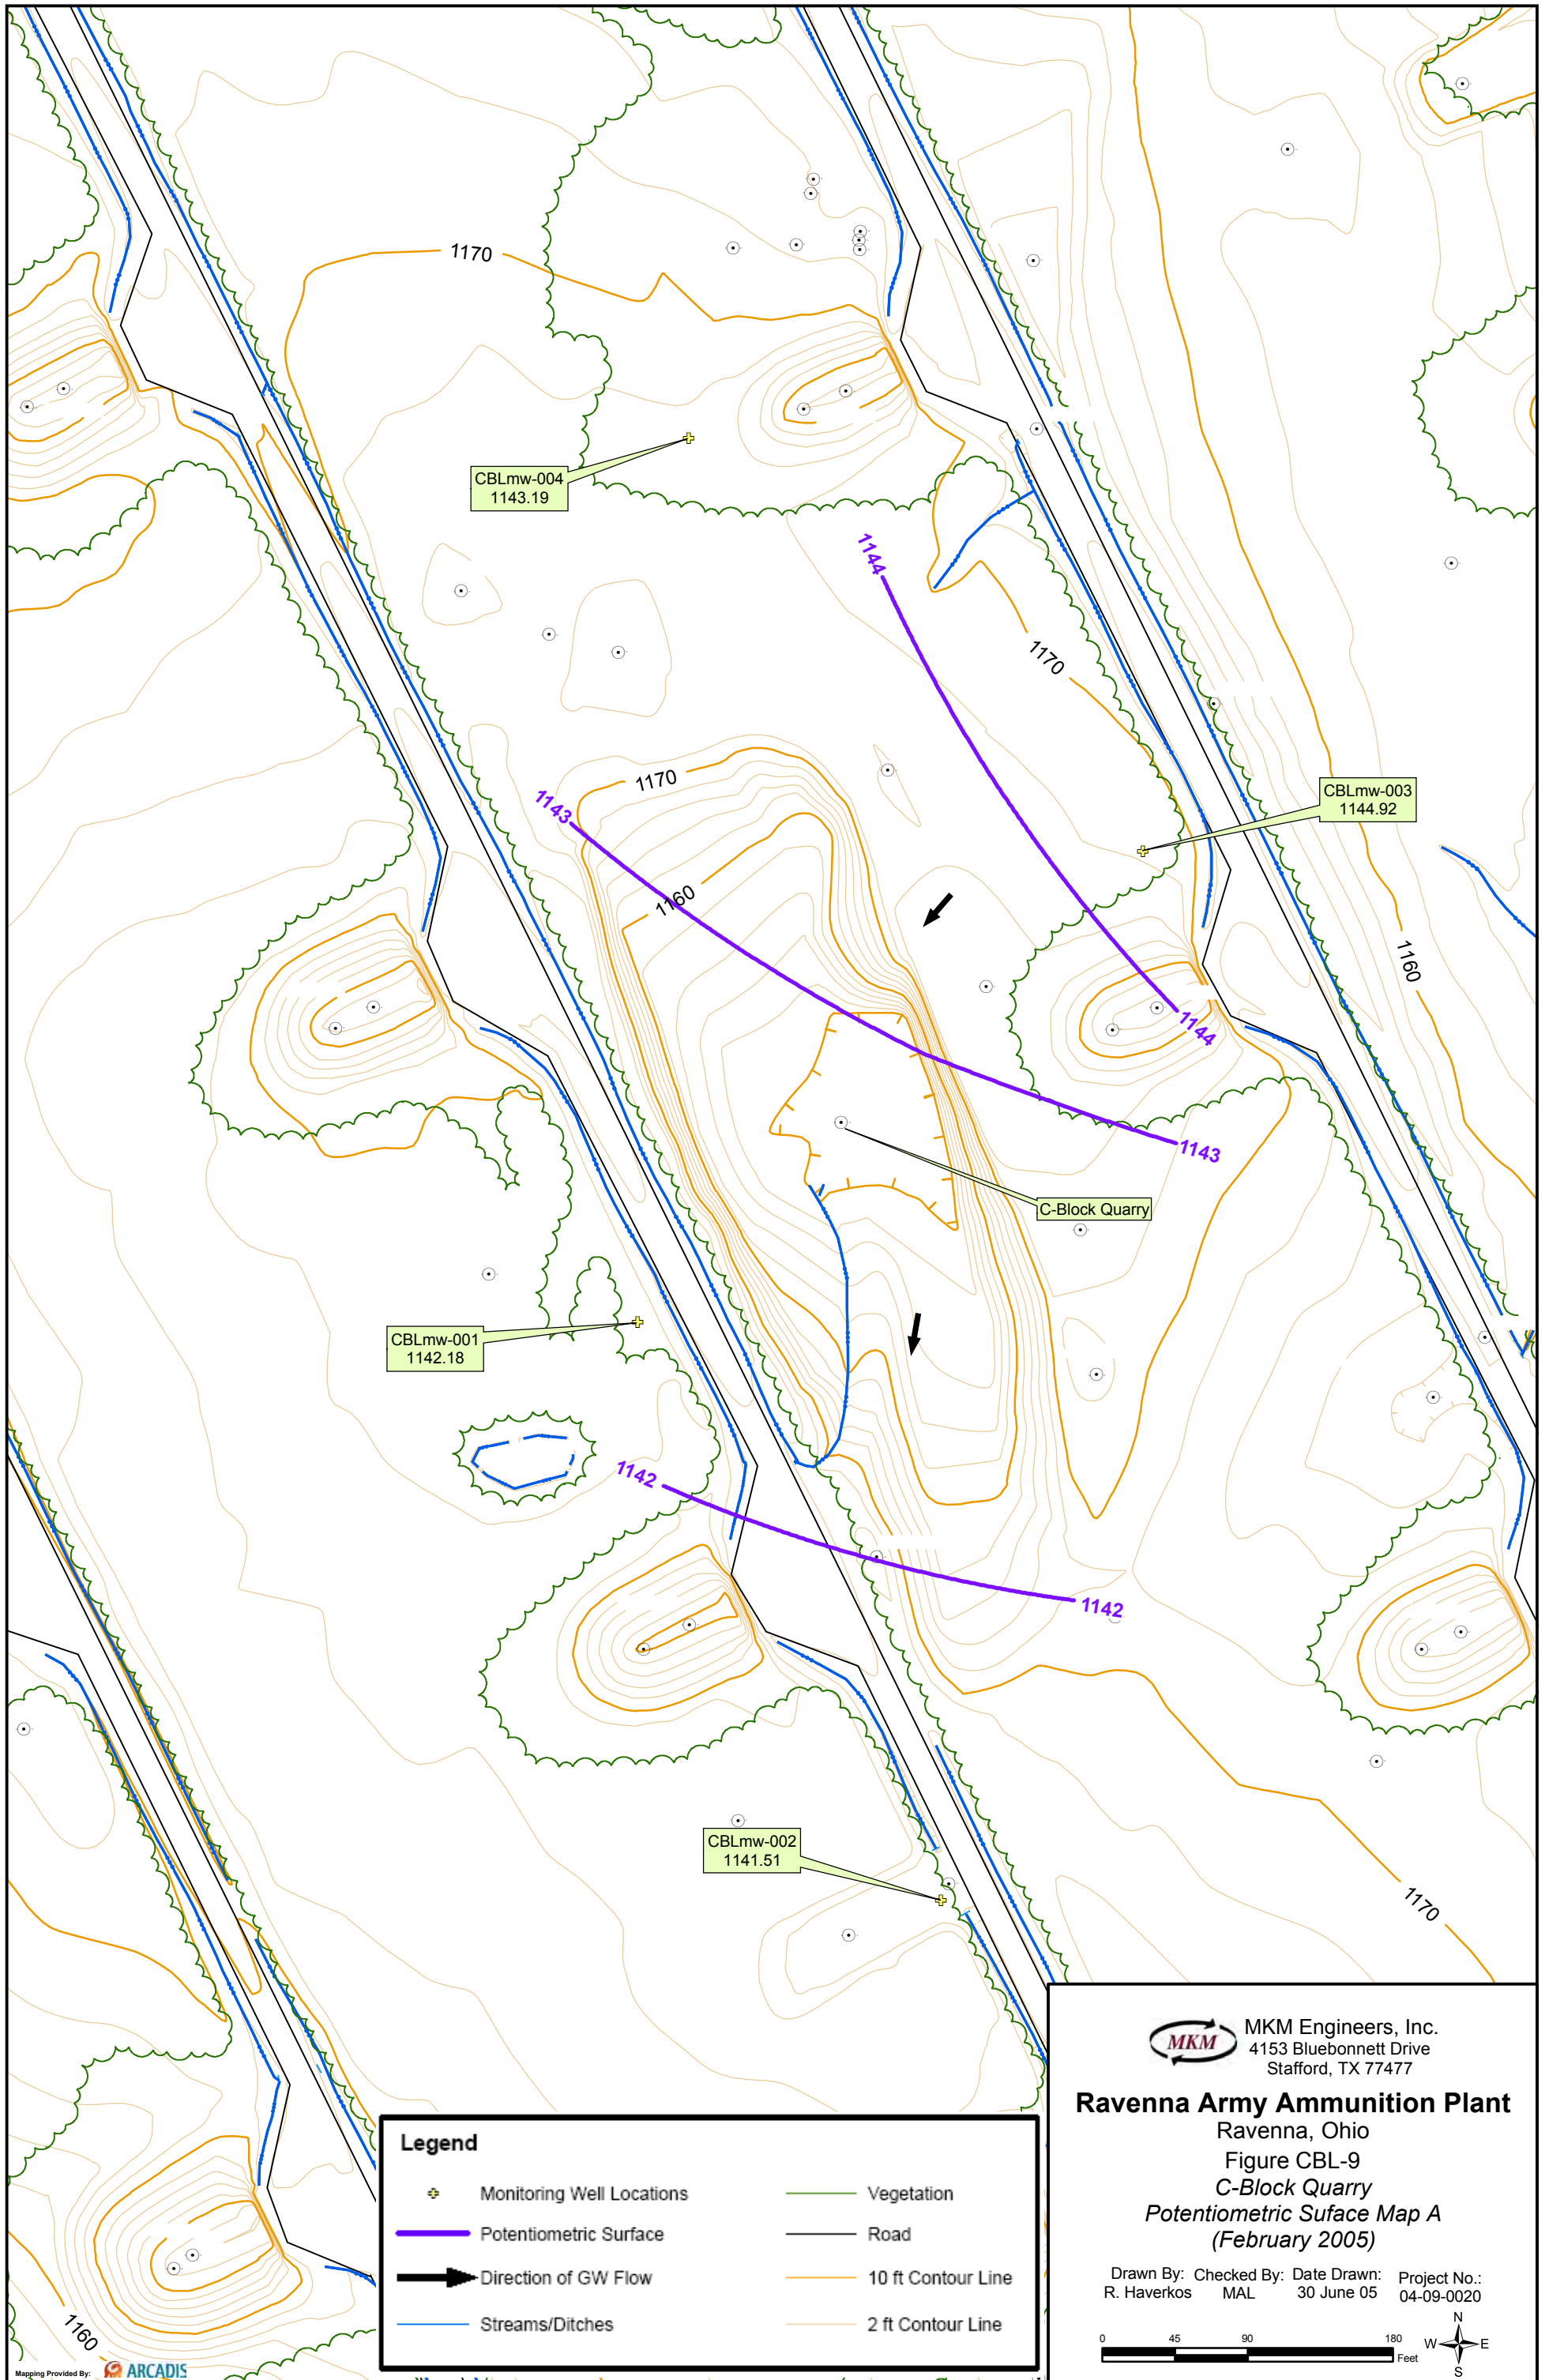 1170
CBLmw-004
1143.19
1144
1170
1170
1143
CBLmw-003
1144.92
1160
1160
1144
1143
C-Block Quarry
CBLmw-001
1142.18
1142
1142
CBLmw-002
1141.51
1170
1160
Legend
Monitoring Well Locations
Potentiometric Surface
Direction of GW Flow
Streams/Ditches
Vegetation
Road
10 ft Contour Line
2 ft Contour Line
MKM
MKM Engineers, Inc.
4153 Bluebonnett Drive
Stafford, TX 77477
Ravenna Army Ammunition Plant
Ravenna, Ohio
Figure CBL-9
C-Block Quarry
Potentiometric Suface Map A
(February 2005)
Drawn By: Checked By: Date Drawn: Project No.:
R. Haverkos MAL 30 June 05 04-09-0020
0 45 90 180
Feet
N
W E
S
Mapping Provided By: ARCADIS